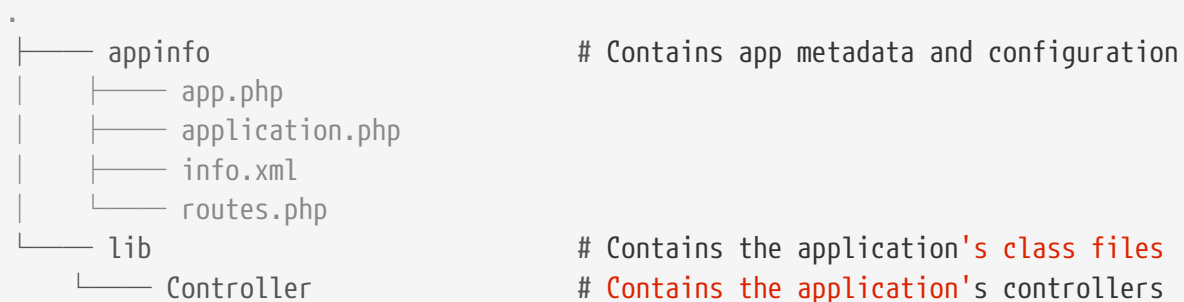 .
├── appinfo # Contains app metadata and configuration
│ ├── app.php
│ ├── application.php
│ ├── info.xml
│ └── routes.php
└── lib # Contains the application's class files
└── Controller # Contains the application's controllers